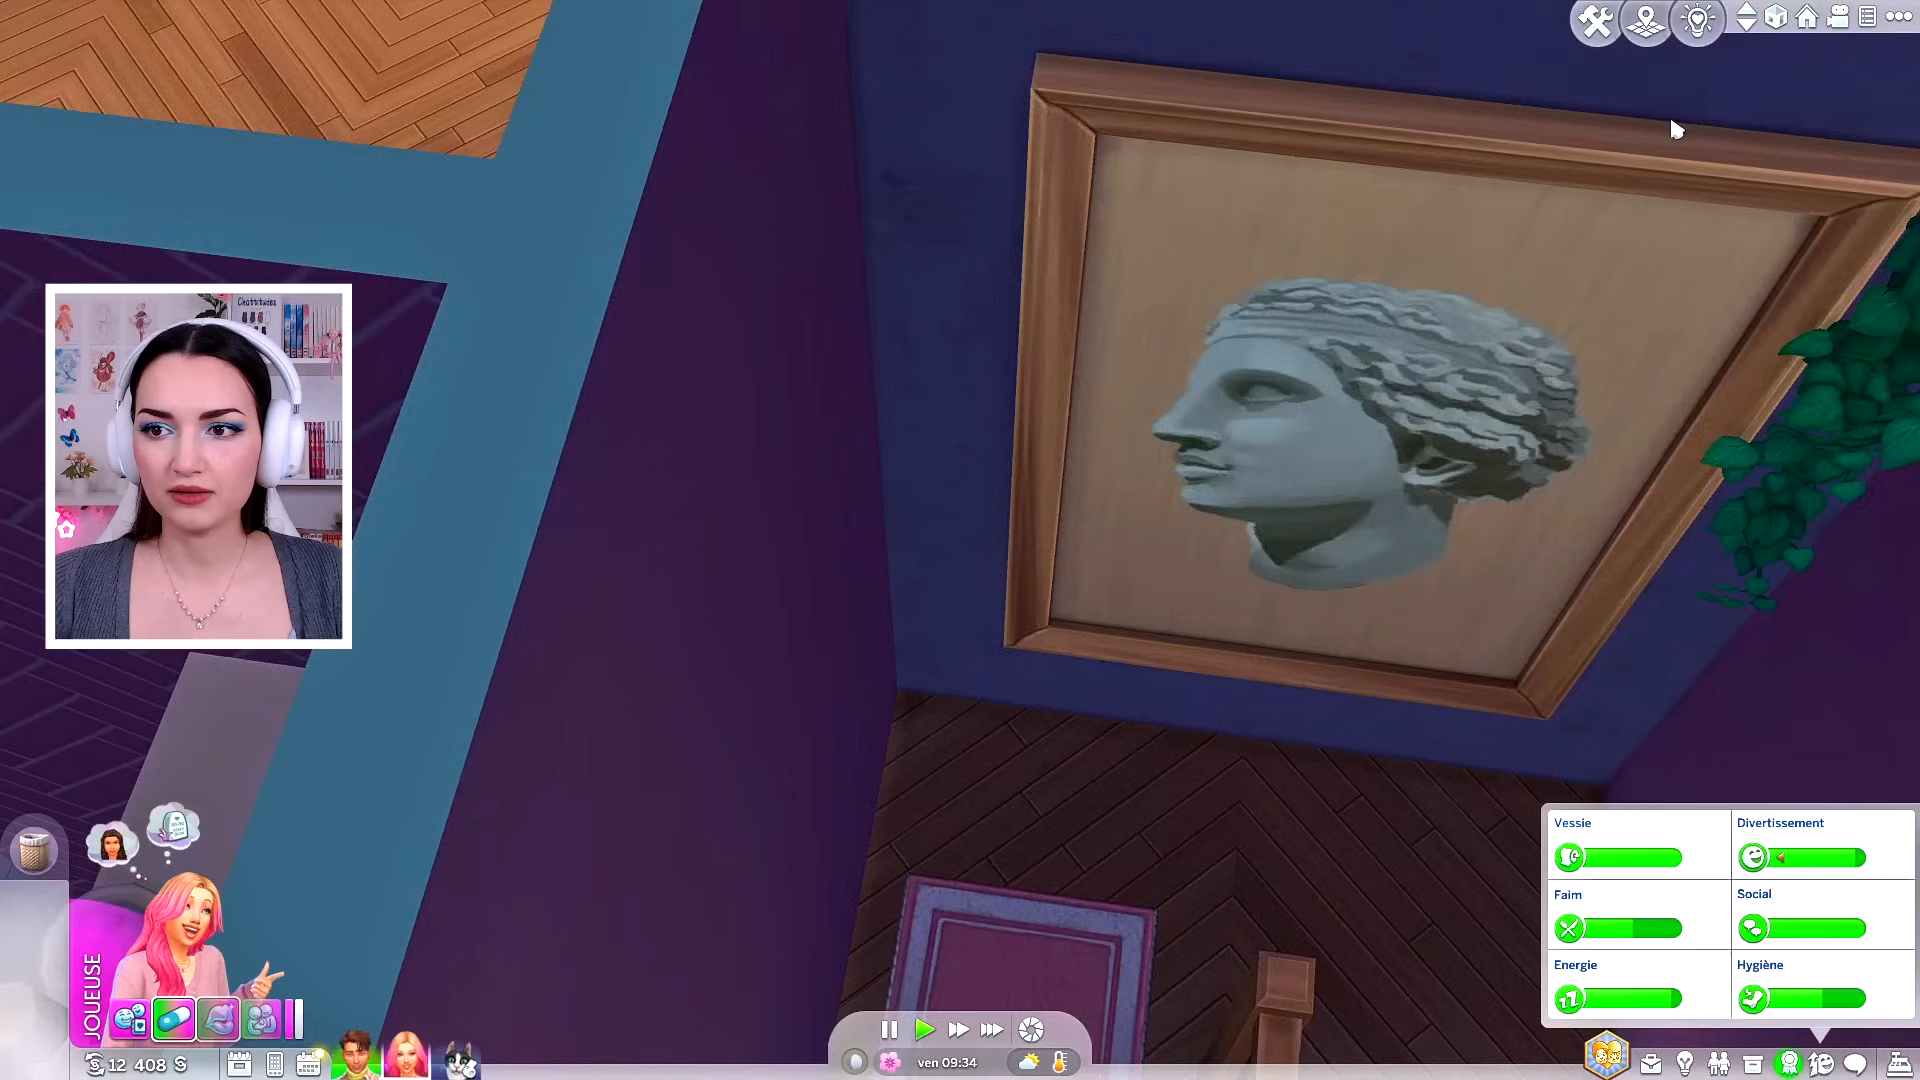 Chattitudes
Vessie
Divertissement
Faim
Social
Energie
Hygiène
JOUEUSE
12 408
ven 09:34